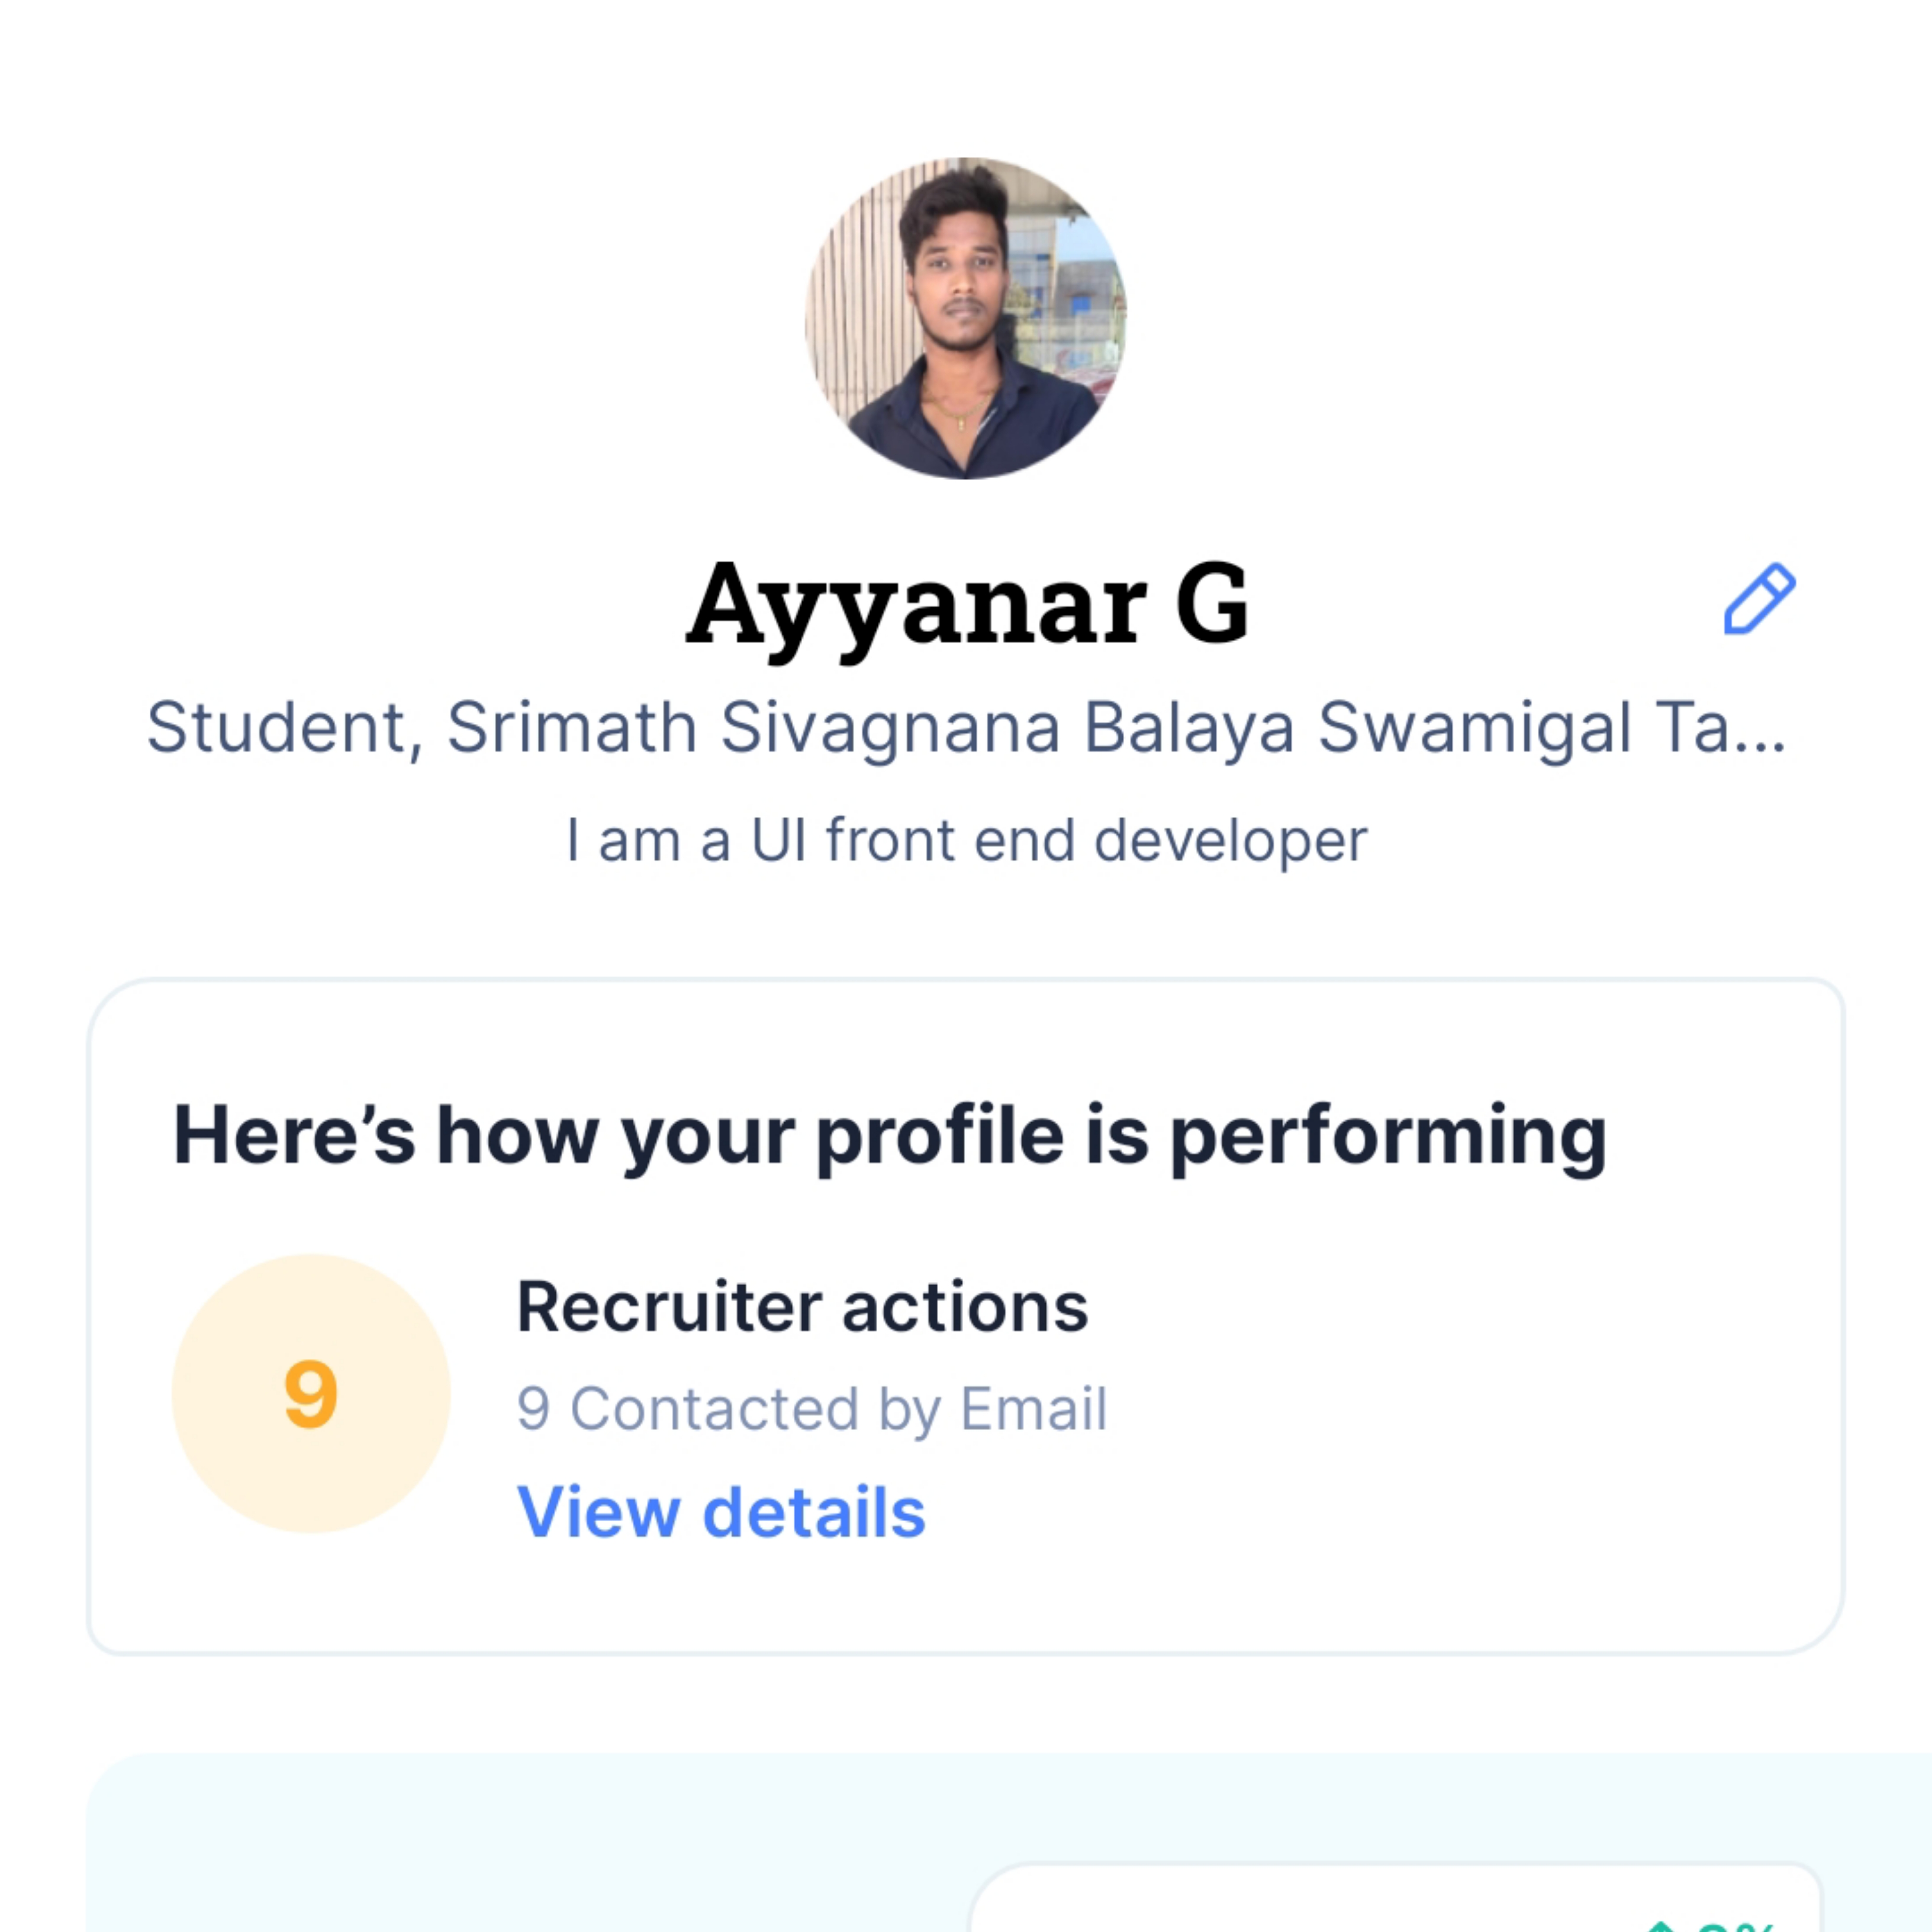 Ayyanar G
Student, Srimath Sivagnana Balaya Swamigal Ta...
I am a UI front end developer
Here’s how your profile is performing
9
Recruiter actions
9 Contacted by Email
View details